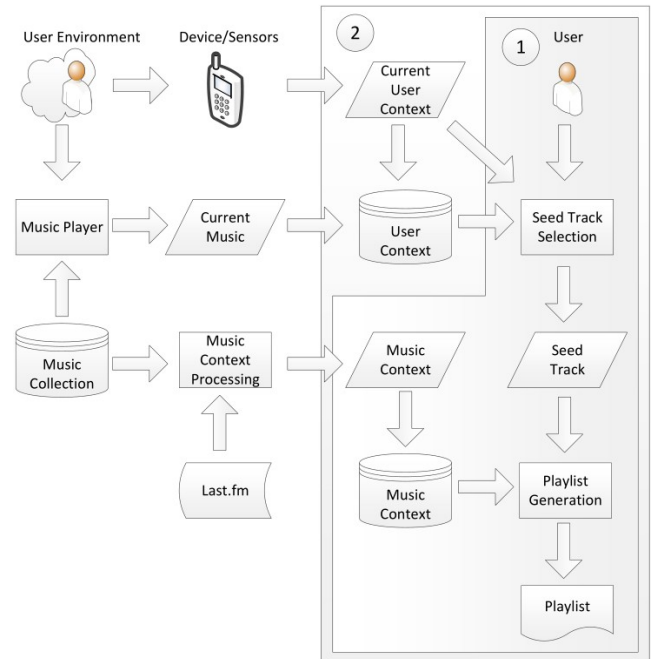 User Environment
Device/Sensors
2
1
User
Current
User
Context
Music Player
Current
Music
User
Context
Seed Track
Selection
Music
Collection
Music
Context
Processing
Music
Context
Seed
Track
Last.fm
Music
Context
Playlist
Generation
Playlist